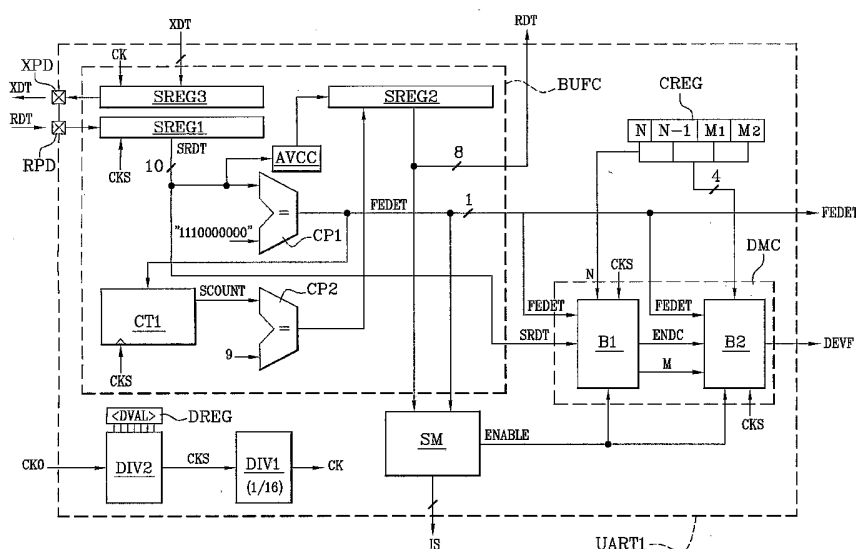 XDT
RDT
CK
XPD
XDT
SREG3
SREG2
BUFC
CREG
RDT
SREG1
N N-1 M1 M2
RPD
CKS
SRDT
10
AVCC
8
4
FEDET
1
FEDET
"1110000000"
=
CP1
DMC
SCOUNT
CP2
N
CKS
CT1
=
FEDET
FEDET
SRDT
B1
ENDC
B2
DEVF
9
M
CKS
<DVAL>
DREG
SM
ENABLE
CKS
CK0
DIV2
CKS
DIV1
(1/16)
CK
IS
UART1